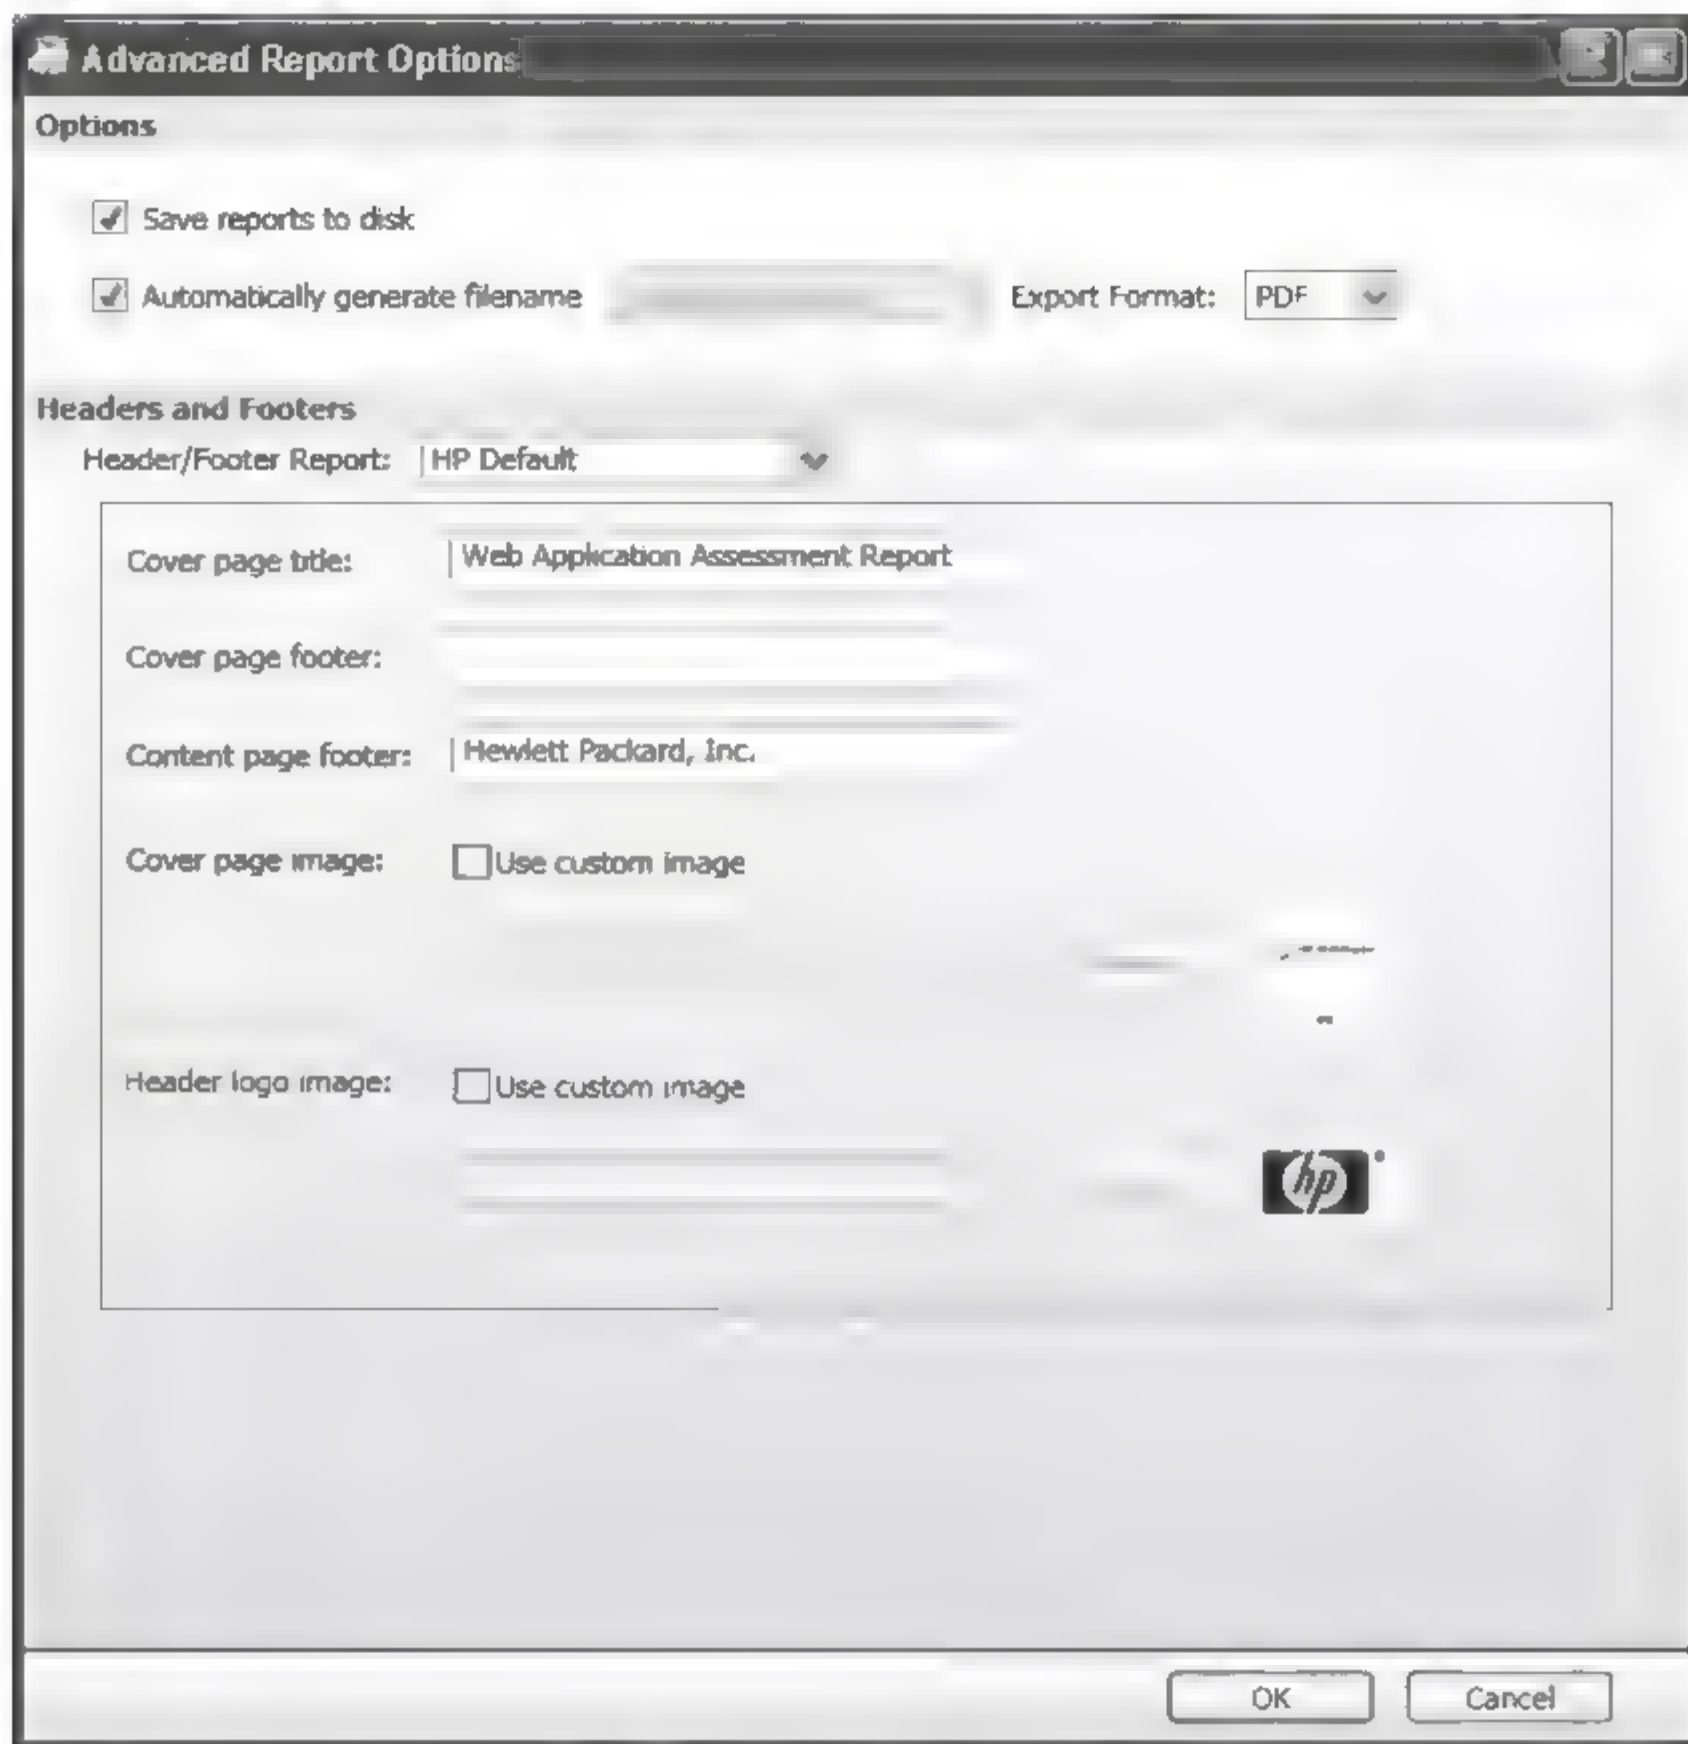 Advanced Report Options
Options
Save reports to disk
Automatically generate filename Export Format: PDF
Headers and Footers
Header/Footer Report: HP Default
Cover page title: Web Application Assessment Report
Cover page footer:
Content page footer: Hewlett Packard, Inc.
Cover page image: Use custom image
Header logo image: Use custom image
hp
OK Cancel